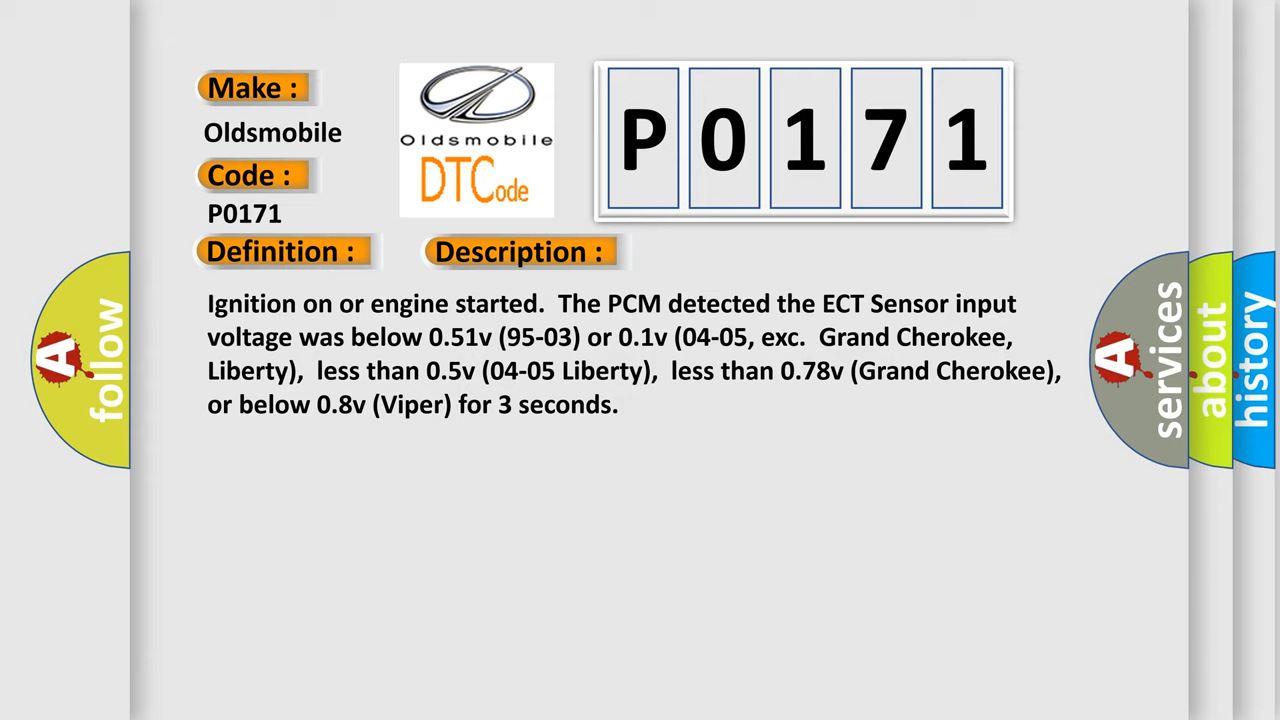 Make :
Oldsmobile
Code :
P0171
Definition :
Description :
Oldsmobile
DTCode
P 0 1 7 1
Ignition on or engine started. The PCM detected the ECT Sensor input
voltage was below 0.51v (95-03) or 0.1v (04-05, exc. Grand Cherokee,
Liberty), less than 0.5v (04-05 Liberty), less than 0.78v (Grand Cherokee),
or below 0.8v (Viper) for 3 seconds.
A follow
A services
about
history